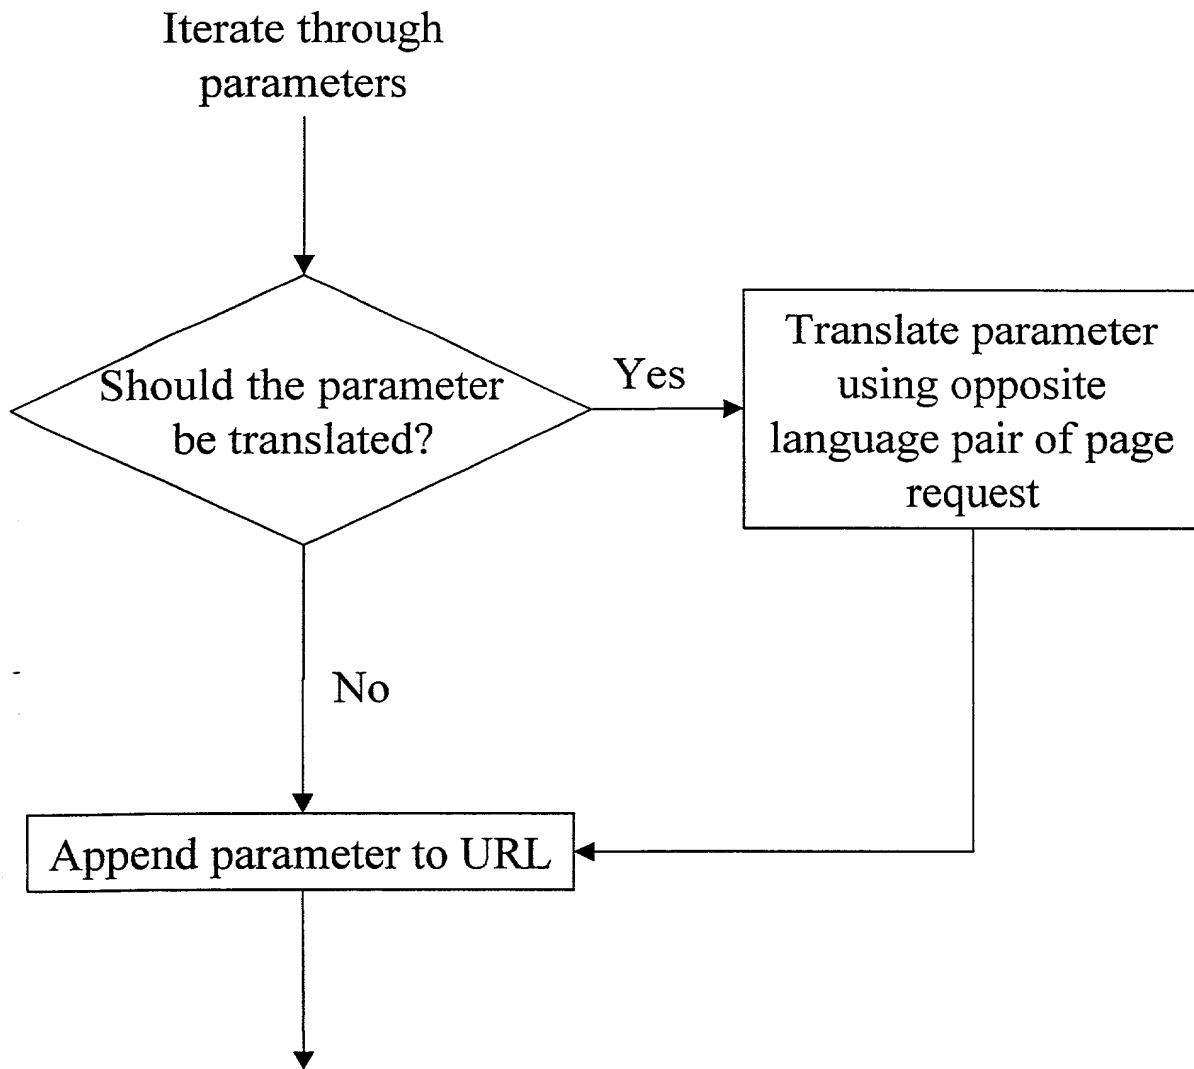 Iterate through
parameters
Should the parameter
be translated?
Yes
Translate parameter
using opposite
language pair of page
request
No
Append parameter to URL